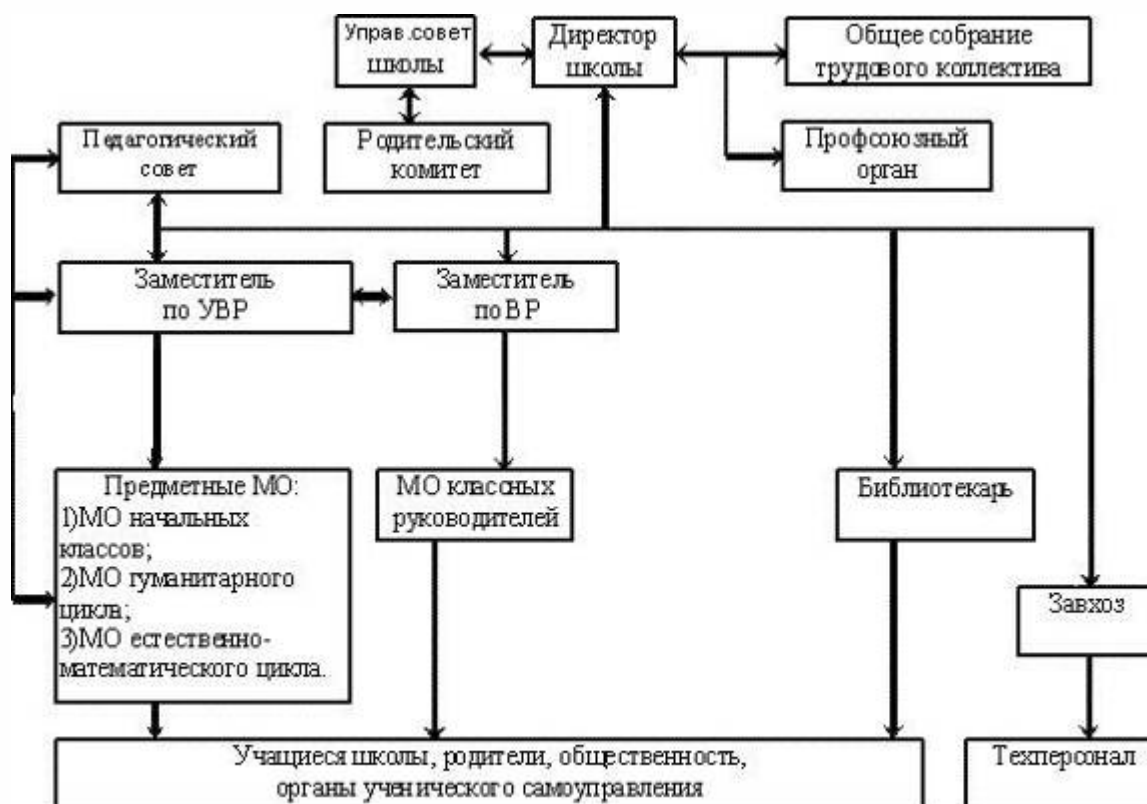 Управ.совет
школы
Директор
школы
Общее собрание
трудового коллектива
Педагогический
совет
Родительский
комитет
Профсоюзный
орган
Заместитель
по УВР
Заместитель
по ВР
Предметные МО:
1)МО начальных
классов;
2)МО гуманитарного
цикла;
3)МО естественно-
математического цикла.
МО классных
руководителей
Библиотекарь
Завхоз
Учащиеся школы, родители, общественность,
органы ученического самоуправления
Техперсонал